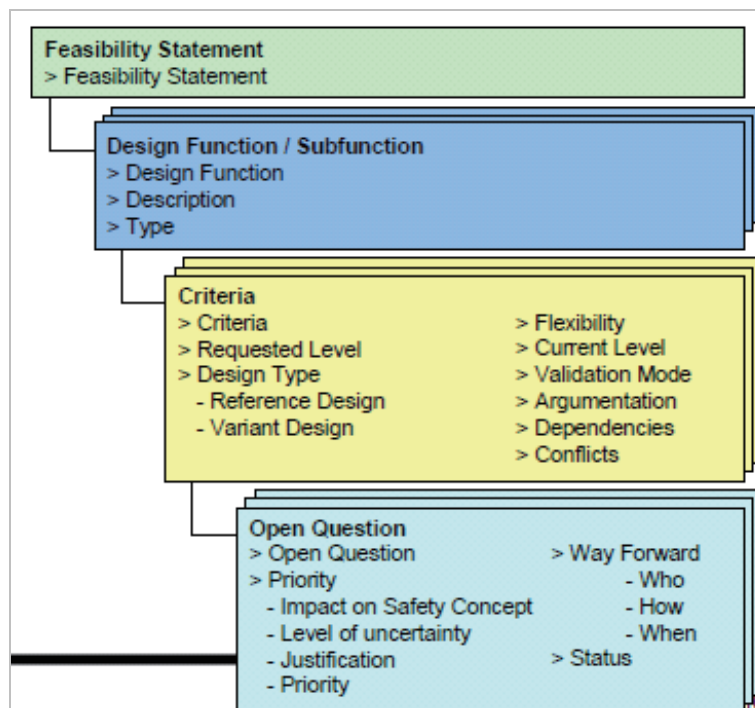 Feasibility Statement
> Feasibility Statement
Design Function / Subfunction
> Design Function
> Description
> Type
Criteria
> Criteria
> Requested Level
> Design Type
- Reference Design
- Variant Design
> Flexibility
> Current Level
> Validation Mode
> Argumentation
> Dependencies
> Conflicts
Open Question
> Open Question
> Priority
- Impact on Safety Concept
- Level of uncertainty
- Justification
- Priority
> Way Forward
- Who
- How
- When
> Status